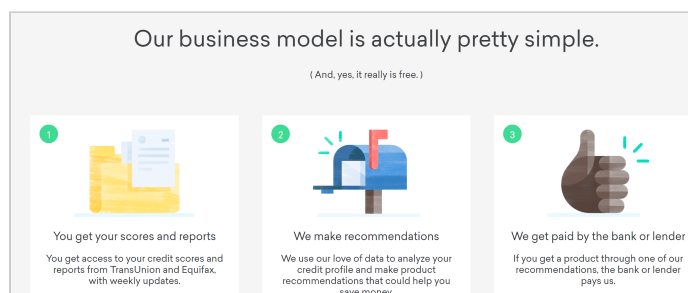 Our business model is actually pretty simple.
( And, yes, it really is free. )
1
You get your scores and reports
You get access to your credit scores and
reports from TransUnion and Equifax,
with weekly updates.
2
We make recommendations
We use our love of data to analyze your
credit profile and make product
recommendations that could help you
save money.
3
We get paid by the bank or lender
If you get a product through one of our
recommendations, the bank or lender
pays us.